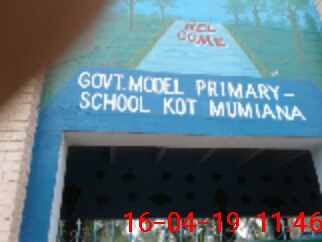 WEL
COME
GOVT. MODEL PRIMARY-
SCHOOL KOT MUMIANA
16-04-19 11:46